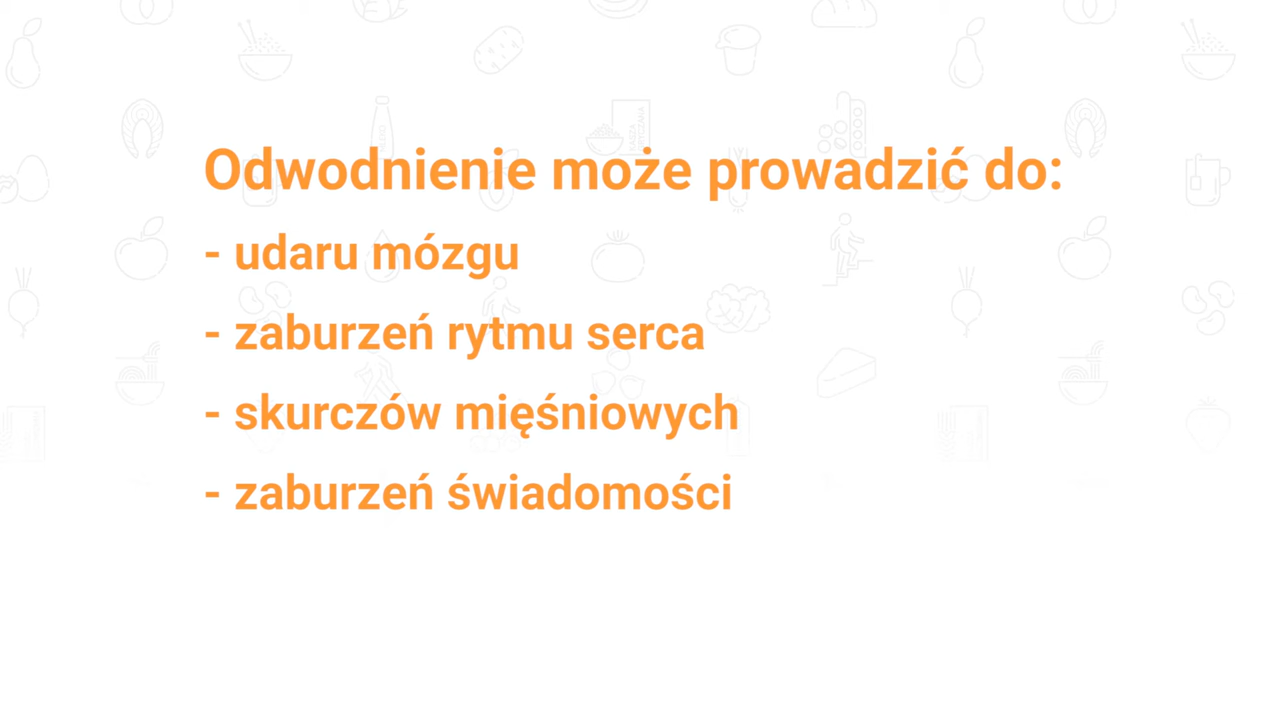 Odwodnienie może prowadzić do:
- udaru mózgu
- zaburzeń rytmu serca
- skurczów mięśniowych
- zaburzeń świadomości